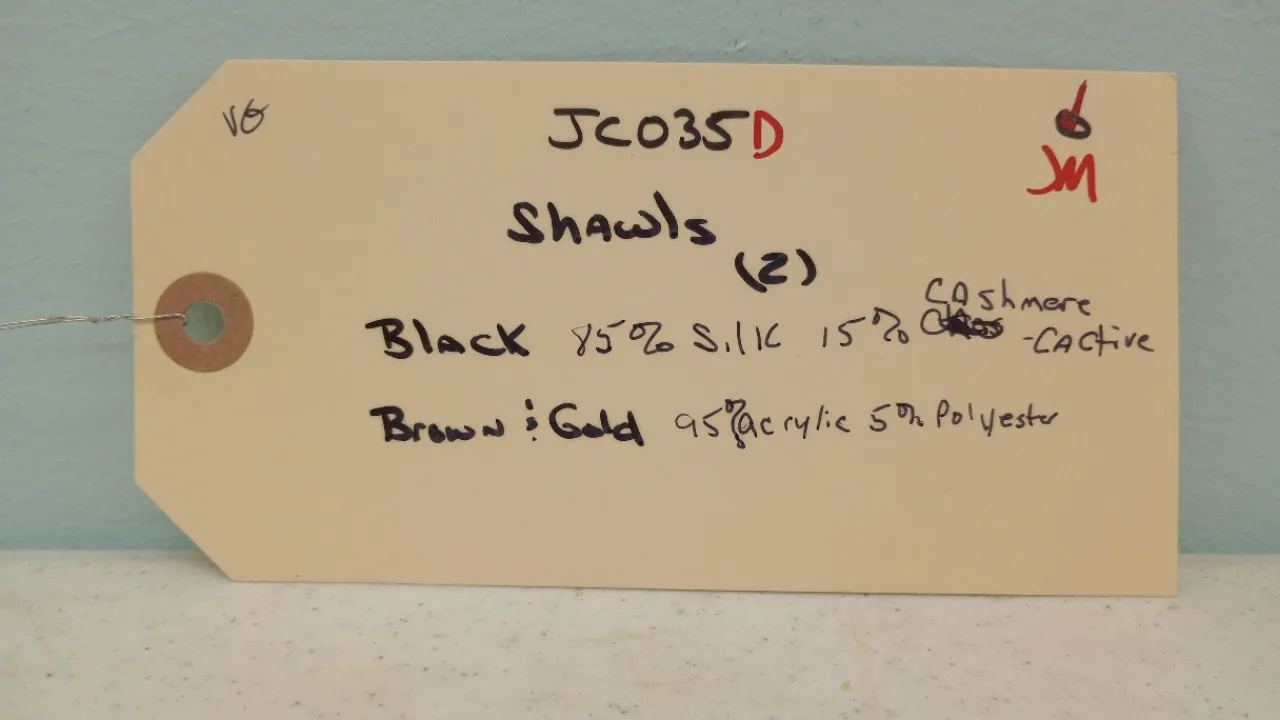 VG
JC035D
JM
Shawls
(2)
Black 85% Silk 15% Cashmere
-Cactive
Brown & Gold 95% acrylic 5% Polyester